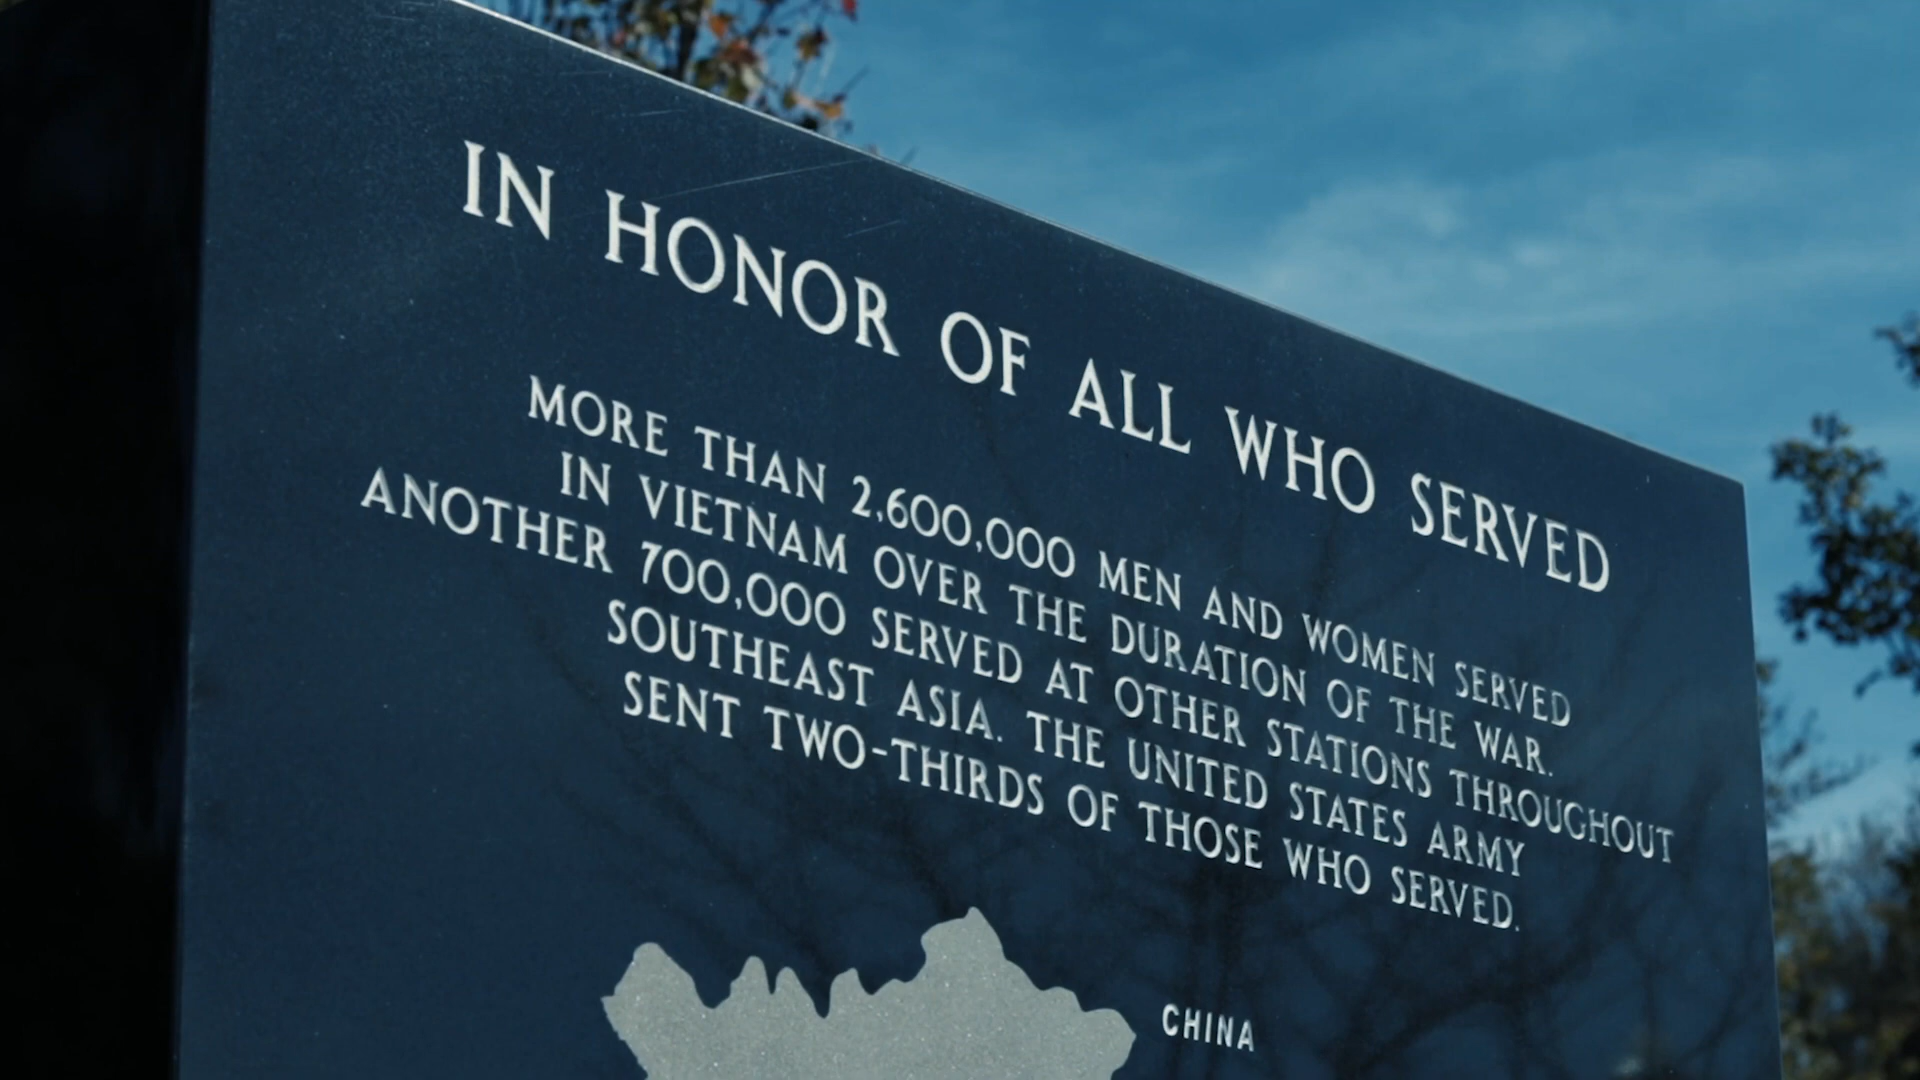 IN HONOR OF ALL WHO SERVED
MORE THAN 2,600,000 MEN AND WOMEN SERVED
IN VIETNAM OVER THE DURATION OF THE WAR.
ANOTHER 700,000 SERVED AT OTHER STATIONS THROUGHOUT
SOUTHEAST ASIA. THE UNITED STATES ARMY
SENT TWO-THIRDS OF THOSE WHO SERVED.
CHINA